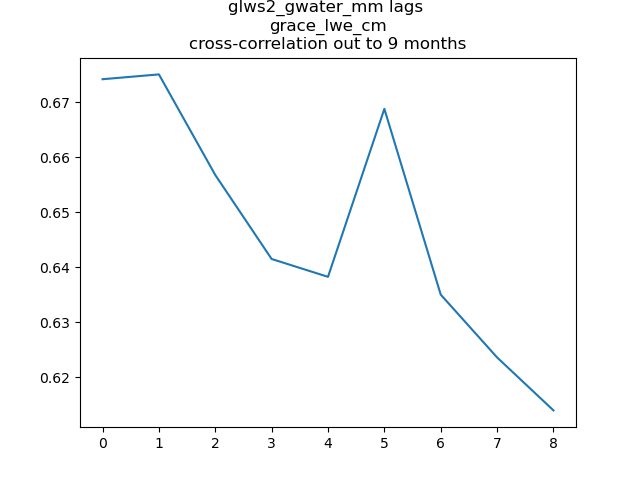 glws2_gwater_mm lags
grace_lwe_cm
cross-correlation out to 9 months
0.67
0.66
0.65
0.64
0.63
0.62
0 1 2 3 4 5 6 7 8